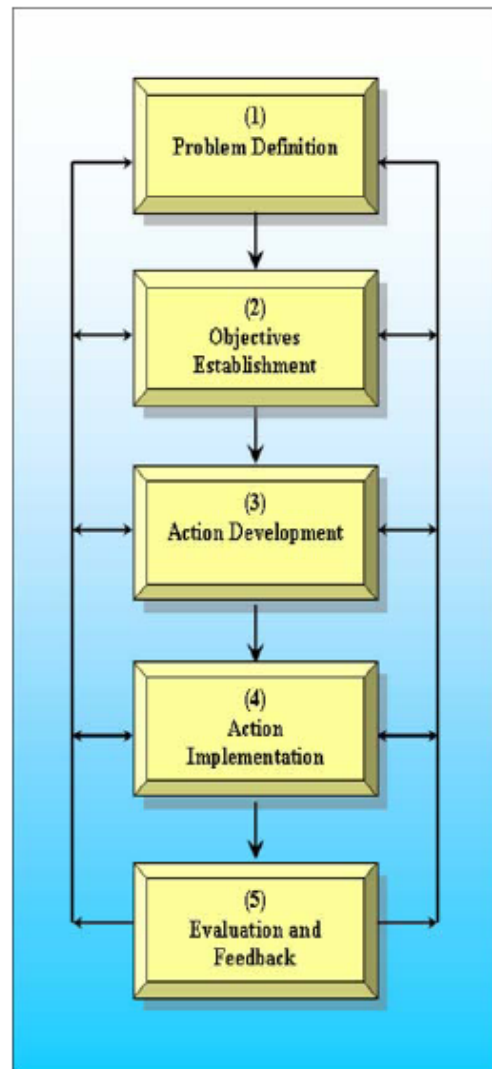 (1)
Problem Definition
(2)
Objectives
Establishment
(3)
Action Development
(4)
Action
Implementation
(5)
Evaluation and
Feedback